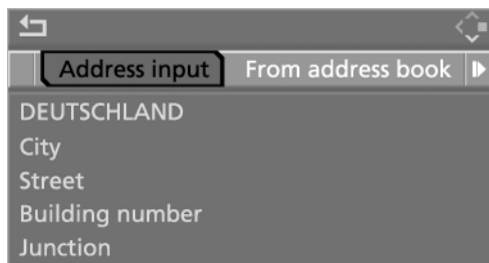 Address input From address book
DEUTSCHLAND
City
Street
Building number
Junction